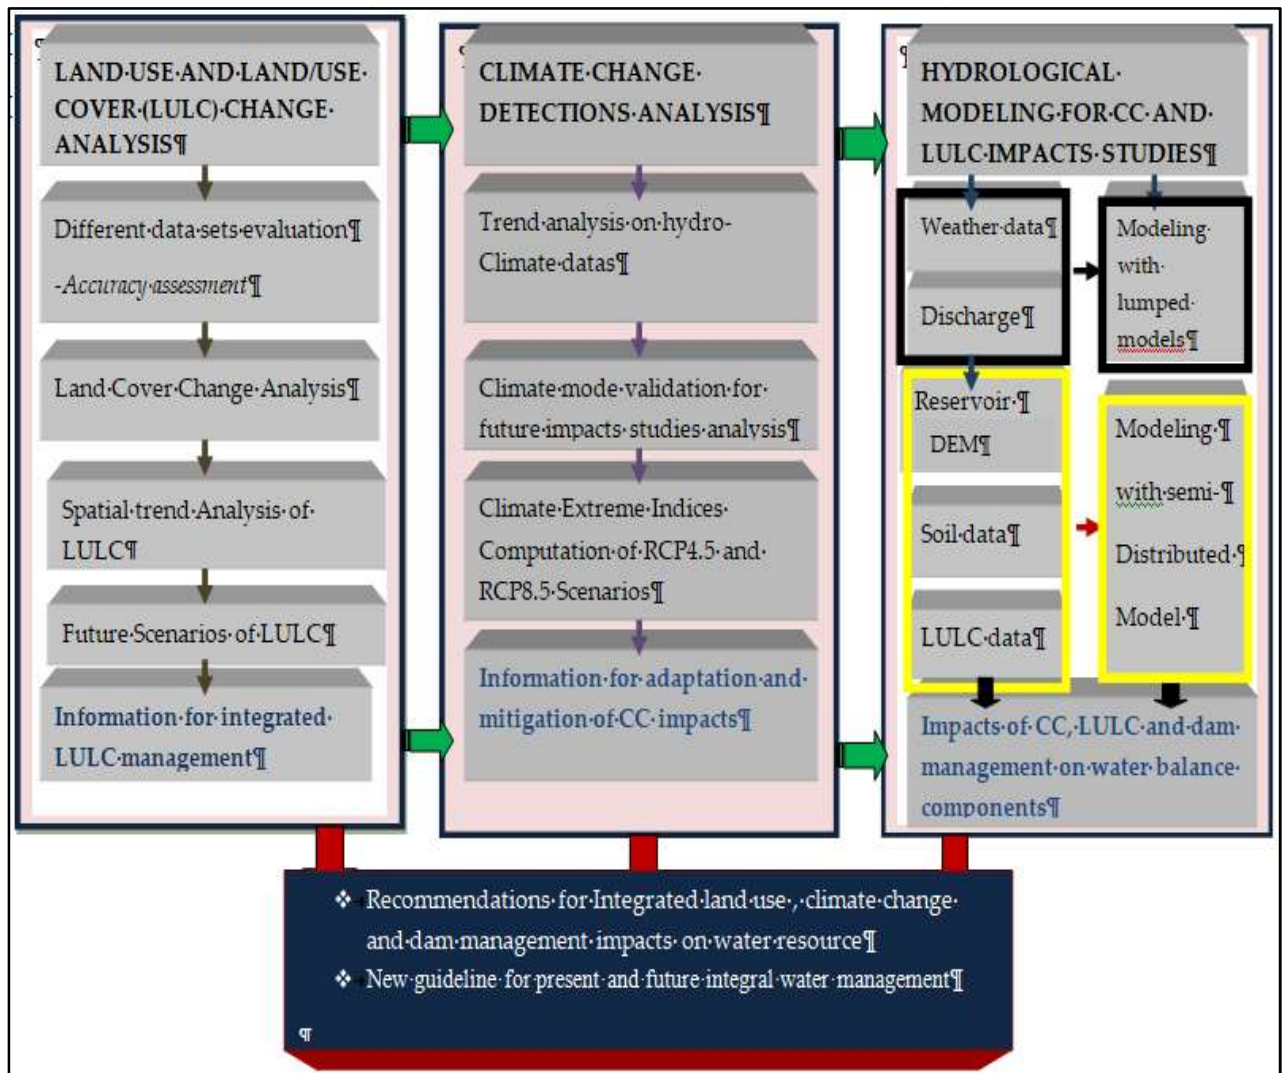 LAND·USE·AND·LAND/USE·
COVER·(LULC)·CHANGE·
ANALYSIS¶
Different·data·sets·evaluation¶
-Accuracy·assessment¶
Land·Cover·Change·Analysis¶
Spatial·trend·Analysis·of·
LULC¶
Future·Scenarios·of·LULC¶
Information·for·integrated·
LULC·management¶
¶
CLIMATE·CHANGE·
DETECTIONS·ANALYSIS¶
Trend·analysis·on·hydro-
Climate·datas¶
Climate·mode·validation·for·
future·impacts·studies·analysis¶
Climate·Extreme·Indices·
Computation·of·RCP4.5·and·
RCP8.5·Scenarios¶
Information·for·adaptation·and·
mitigation·of·CC·impacts¶
¶
HYDROLOGICAL·
MODELING·FOR·CC·AND·
LULC·IMPACTS·STUDIES¶
Weather·data¶
Discharge¶
Modeling·
with·
lumped·
models¶
Reservoir·¶
DEM¶
Soil·data¶
LULC·data¶
Modeling·¶
with·semi-¶
Distributed·¶
Model·¶
Impacts·of·CC,·LULC·and·dam·
management·on·water·balance·
components¶
❖Recommendations·for·Integrated·land·use·,·climate·change·
and·dam·management·impacts·on·water·resource¶
❖New·guideline·for·present·and·future·integral·water·management¶
¶